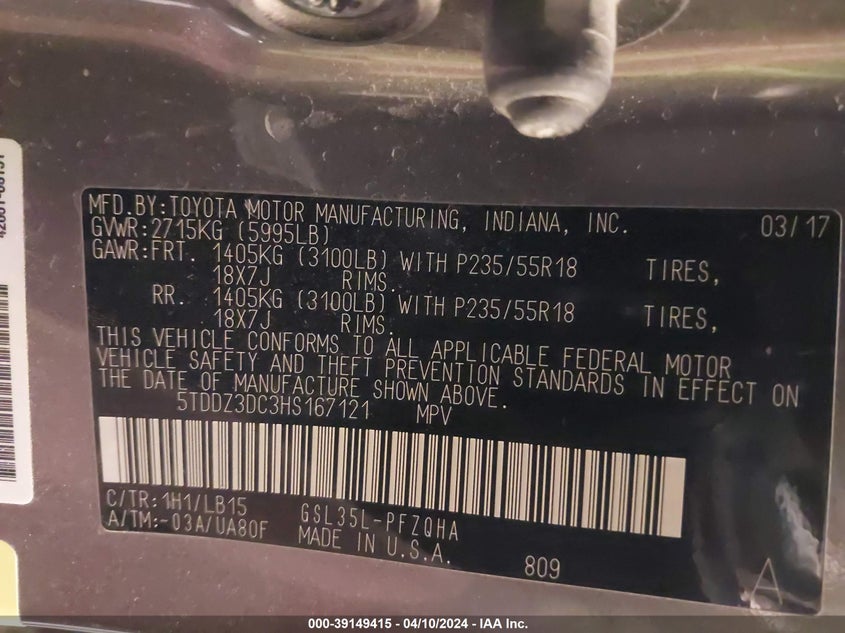 MFD.BY:TOYOTA MOTOR MANUFACTURING, INDIANA, INC. 03/17
GVWR:2715KG (5995LB)
GAWR:FRT. 1405KG (3100LB) WITH P235/55R18 TIRES,
18X7J RIMS.
RR. 1405KG (3100LB) WITH P235/55R18 TIRES,
18X7J RIMS.
THIS VEHICLE CONFORMS TO ALL APPLICABLE FEDERAL MOTOR
VEHICLE SAFETY AND THEFT PREVENTION STANDARDS IN EFFECT ON
THE DATE OF MANUFACTURE SHOWN ABOVE.
5TDDZ3DC3HS167121 MPV
C/TR:1H1/LB15 GSL35L-PFZQHA
A/TM:-03A/UA80F MADE IN U.S.A.
809 A
000-39149415 - 04/10/2024 - IAA Inc.